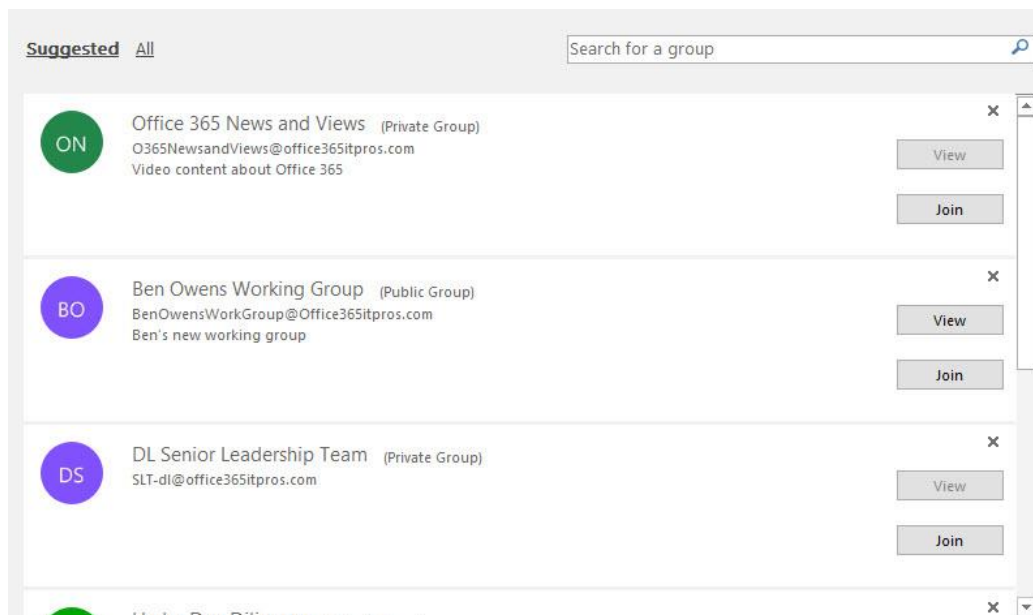 Suggested All
Search for a group
ON
Office 365 News and Views (Private Group)
O365NewsandViews@office365itpros.com
Video content about Office 365
View
Join
BO
Ben Owens Working Group (Public Group)
BenOwensWorkGroup@Office365itpros.com
Ben's new working group
View
Join
DS
DL Senior Leadership Team (Private Group)
SLT-dl@office365itpros.com
View
Join